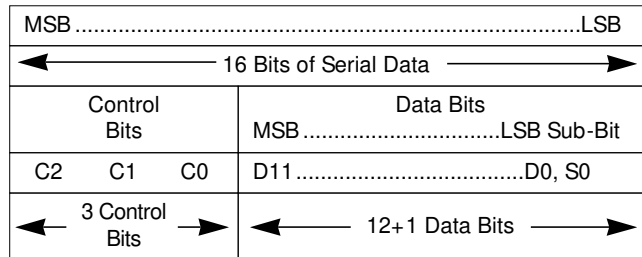 MSB...................................................................................LSB
16 Bits of Serial Data
Control Bits
Data Bits
MSB................................LSB Sub-Bit
C2 C1 C0
D11.....................................D0, S0
3 Control Bits
12+1 Data Bits